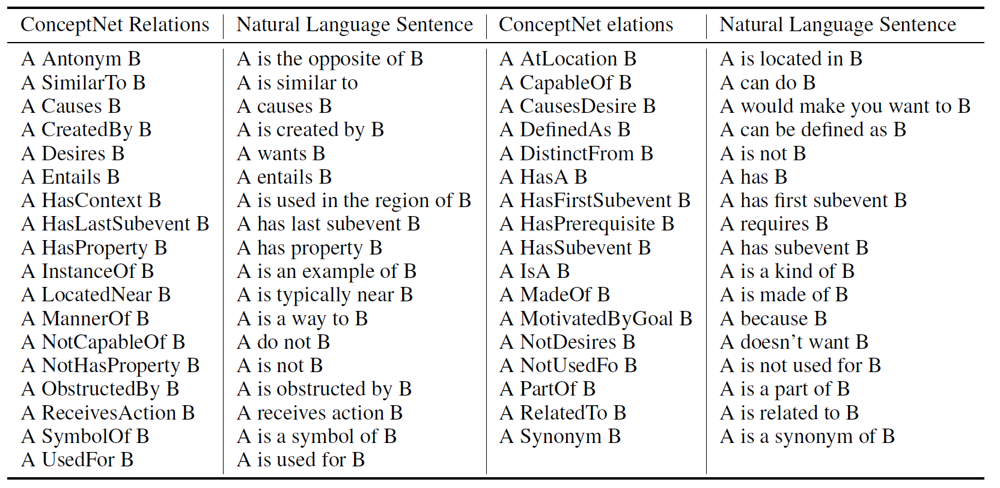 ConceptNet Relations Natural Language Sentence ConceptNet elations Natural Language Sentence
A Antonym B A is the opposite of B A AtLocation B A is located in B
A SimilarTo B A is similar to A CapableOf B A can do B
A Causes B A causes B A CausesDesire B A would make you want to B
A CreatedBy B A is created by B A DefinedAs B A can be defined as B
A Desires B A wants B A DistinctFrom B A is not B
A Entails B A entails B A HasA B A has B
A HasContext B A is used in the region of B A HasFirstSubevent B A has first subevent B
A HasLastSubevent B A has last subevent B A HasPrerequisite B A requires B
A HasProperty B A has property B A HasSubevent B A has subevent B
A InstanceOf B A is an example of B A IsA B A is a kind of B
A LocatedNear B A is typically near B A MadeOf B A is made of B
A MannerOf B A is a way to B A MotivatedByGoal B A because B
A NotCapableOf B A do not B A NotDesires B A doesn't want B
A NotHasProperty B A is not B A NotUsedFo B A is not used for B
A ObstructedBy B A is obstructed by B A PartOf B A is a part of B
A ReceivesAction B A receives action B A RelatedTo B A is related to B
A SymbolOf B A is a symbol of B A Synonym B A is a synonym of B
A UsedFor B A is used for B